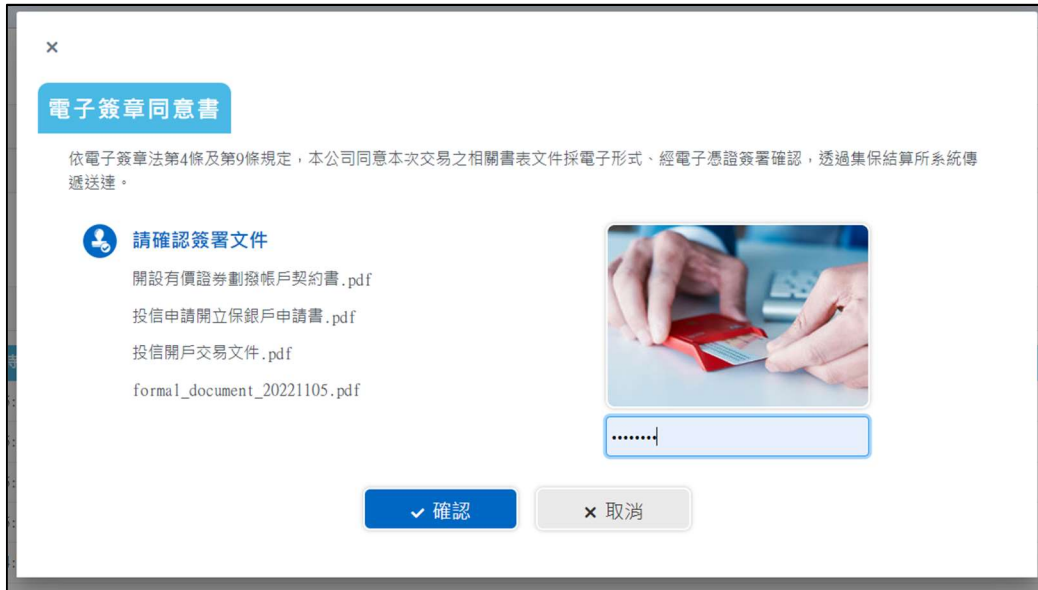 ×
電子簽章同意書
依電子簽章法第4條及第9條規定，本公司同意本次交易之相關書表文件採電子形式、經電子憑證簽署確認，透過集保結算所系統傳
遞送達。
請確認簽署文件
開設有價證券劃撥帳戶契約書.pdf
投信申請開立保銀戶申請書.pdf
投信開戶交易文件.pdf
formal_document_20221105.pdf
••••••••
確認
× 取消